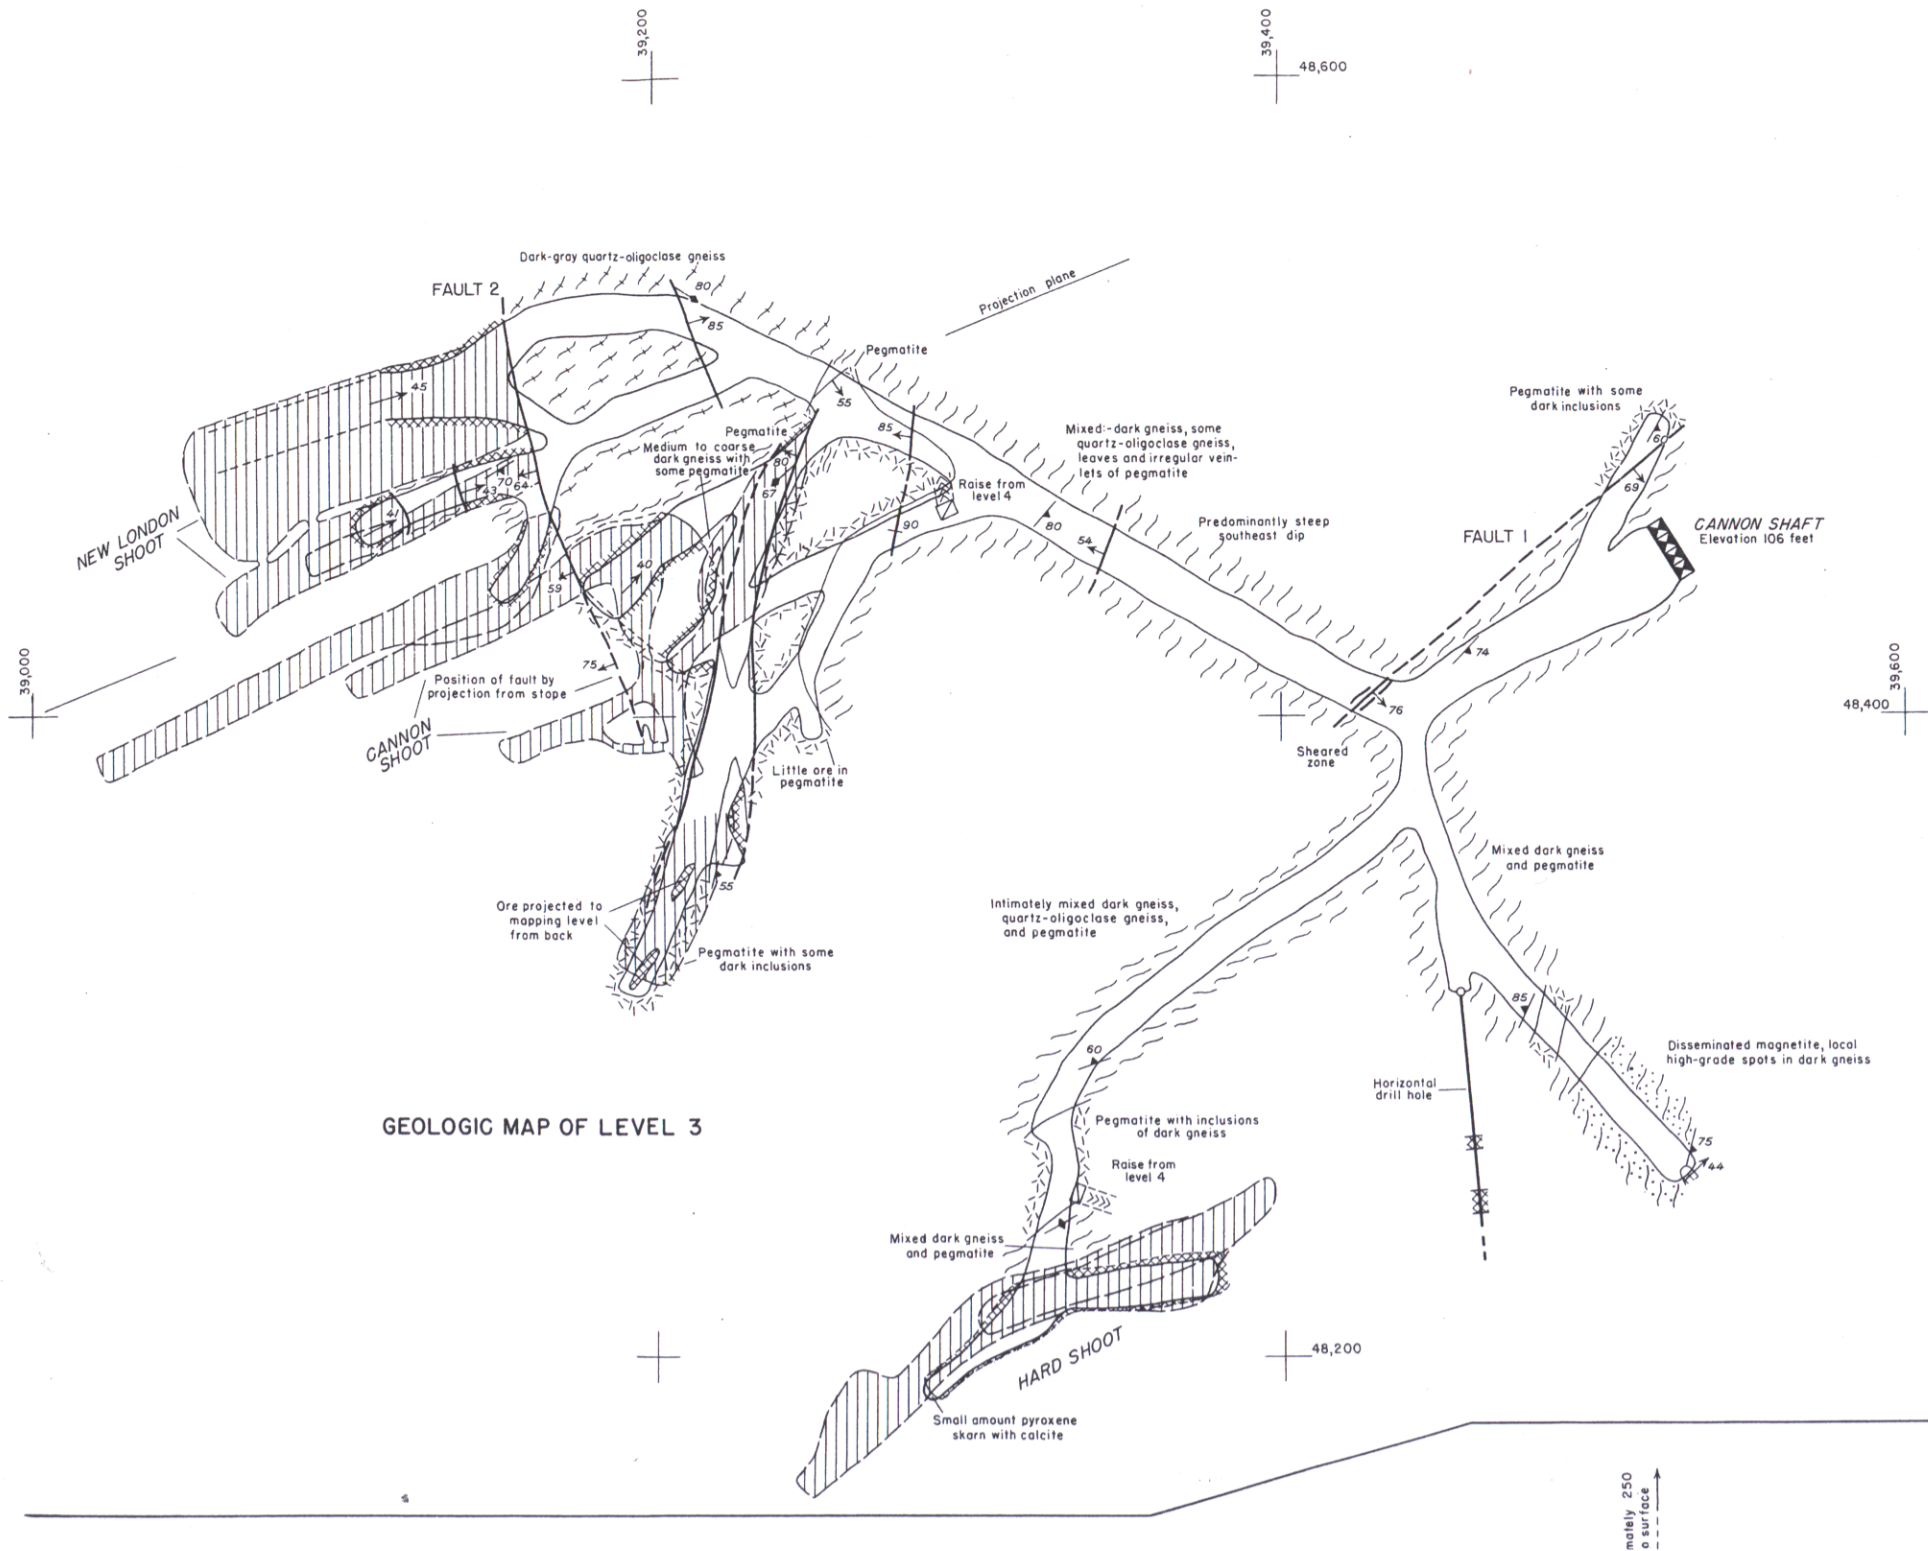 39,200
39,400
48,600
Dark-gray quartz-oligoclase gneiss
FAULT 2
80
85
Projection plane
Pegmatite
55
45
Pegmatite with some
dark inclusions
60
Pegmatite
Medium to coarse
dark gneiss with
some pegmatite
80
67
85
Mixed:-dark gneiss, some
quartz-oligoclase gneiss,
leaves and irregular vein-
lets of pegmatite
70
43
64
41
Raise from
level 4
90
80
54
Predominantly steep
southeast dip
69
FAULT 1
CANNON SHAFT
Elevation 106 feet
NEW LONDON
SHOOT
59
40
75
Position of fault by
projection from stope
74
76
39,000
39,600
48,400
CANNON
SHOOT
Sheared
zone
Little ore in
pegmatite
Mixed dark gneiss
and pegmatite
55
Ore projected to
mapping level
from back
Intimately mixed dark gneiss,
quartz-oligoclase gneiss,
and pegmatite
Pegmatite with some
dark inclusions
85
60
Disseminated magnetite, local
high-grade spots in dark gneiss
Horizontal
drill hole
GEOLOGIC MAP OF LEVEL 3
Pegmatite with inclusions
of dark gneiss
75
44
Raise from
level 4
Mixed dark gneiss
and pegmatite
HARD SHOOT
48,200
Small amount pyroxene
skarn with calcite
mately 250
o surface